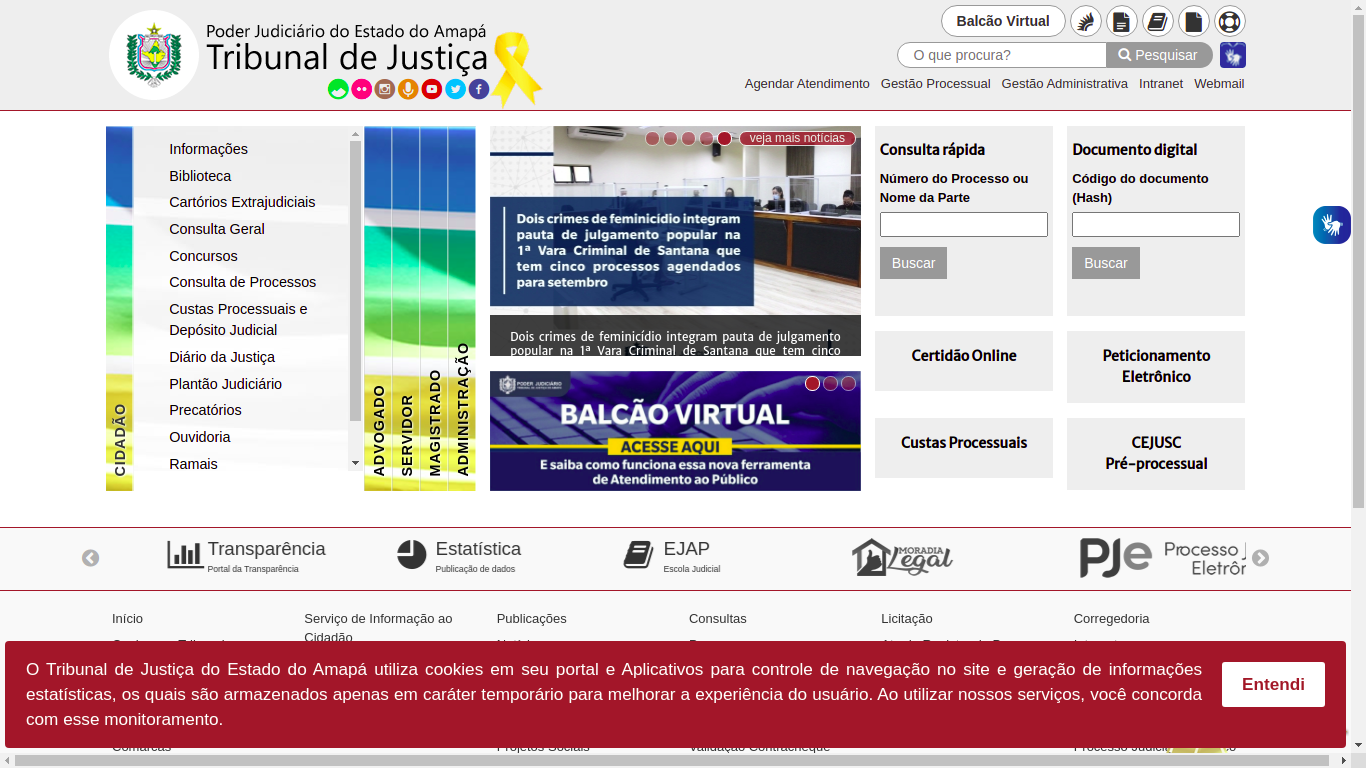 Poder Judiciário do Estado do Amapá
Tribunal de Justiça
Balcão Virtual
O que procura?
Pesquisar
Agendar Atendimento
Gestão Processual
Gestão Administrativa
Intranet
Webmail
CIDADÃO
Informações
Biblioteca
Cartórios Extrajudiciais
Consulta Geral
Concursos
Consulta de Processos
Custas Processuais e
Depósito Judicial
Diário da Justiça
Plantão Judiciário
Precatórios
Ouvidoria
Ramais
ADVOGADO
SERVIDOR
MAGISTRADO
ADMINISTRAÇÃO
veja mais notícias
Dois crimes de feminicidio integram
pauta de julgamento popular na
1ª Vara Criminal de Santana que
tem cinco processos agendados
para setembro
Dois crimes de feminicídio integram pauta de julgamento
popular na 1ª Vara Criminal de Santana que tem cinco
PODER JUDICIÁRIO
BALCÃO VIRTUAL
ACESSE AQUI
E saiba como funciona essa nova ferramenta
de Atendimento ao Público
Consulta rápida
Número do Processo ou
Nome da Parte
Buscar
Documento digital
Código do documento
(Hash)
Buscar
Certidão Online
Peticionamento
Eletrônico
Custas Processuais
CEJUSC
Pré-processual
Transparência
Portal da Transparência
Estatística
Publicação de dados
EJAP
Escola Judicial
MORADIA
Legal
PJe
Processo
Eletrôn
Início
Serviço de Informação ao
Cidadão
Publicações
Consultas
Licitação
Corregedoria
O Tribunal de Justiça do Estado do Amapá utiliza cookies em seu portal e Aplicativos para controle de navegação no site e geração de informações
estatísticas, os quais são armazenados apenas em caráter temporário para melhorar a experiência do usuário. Ao utilizar nossos serviços, você concorda
com esse monitoramento.
Entendi
Comarcas
Projetos Sociais
Validação Contracheque